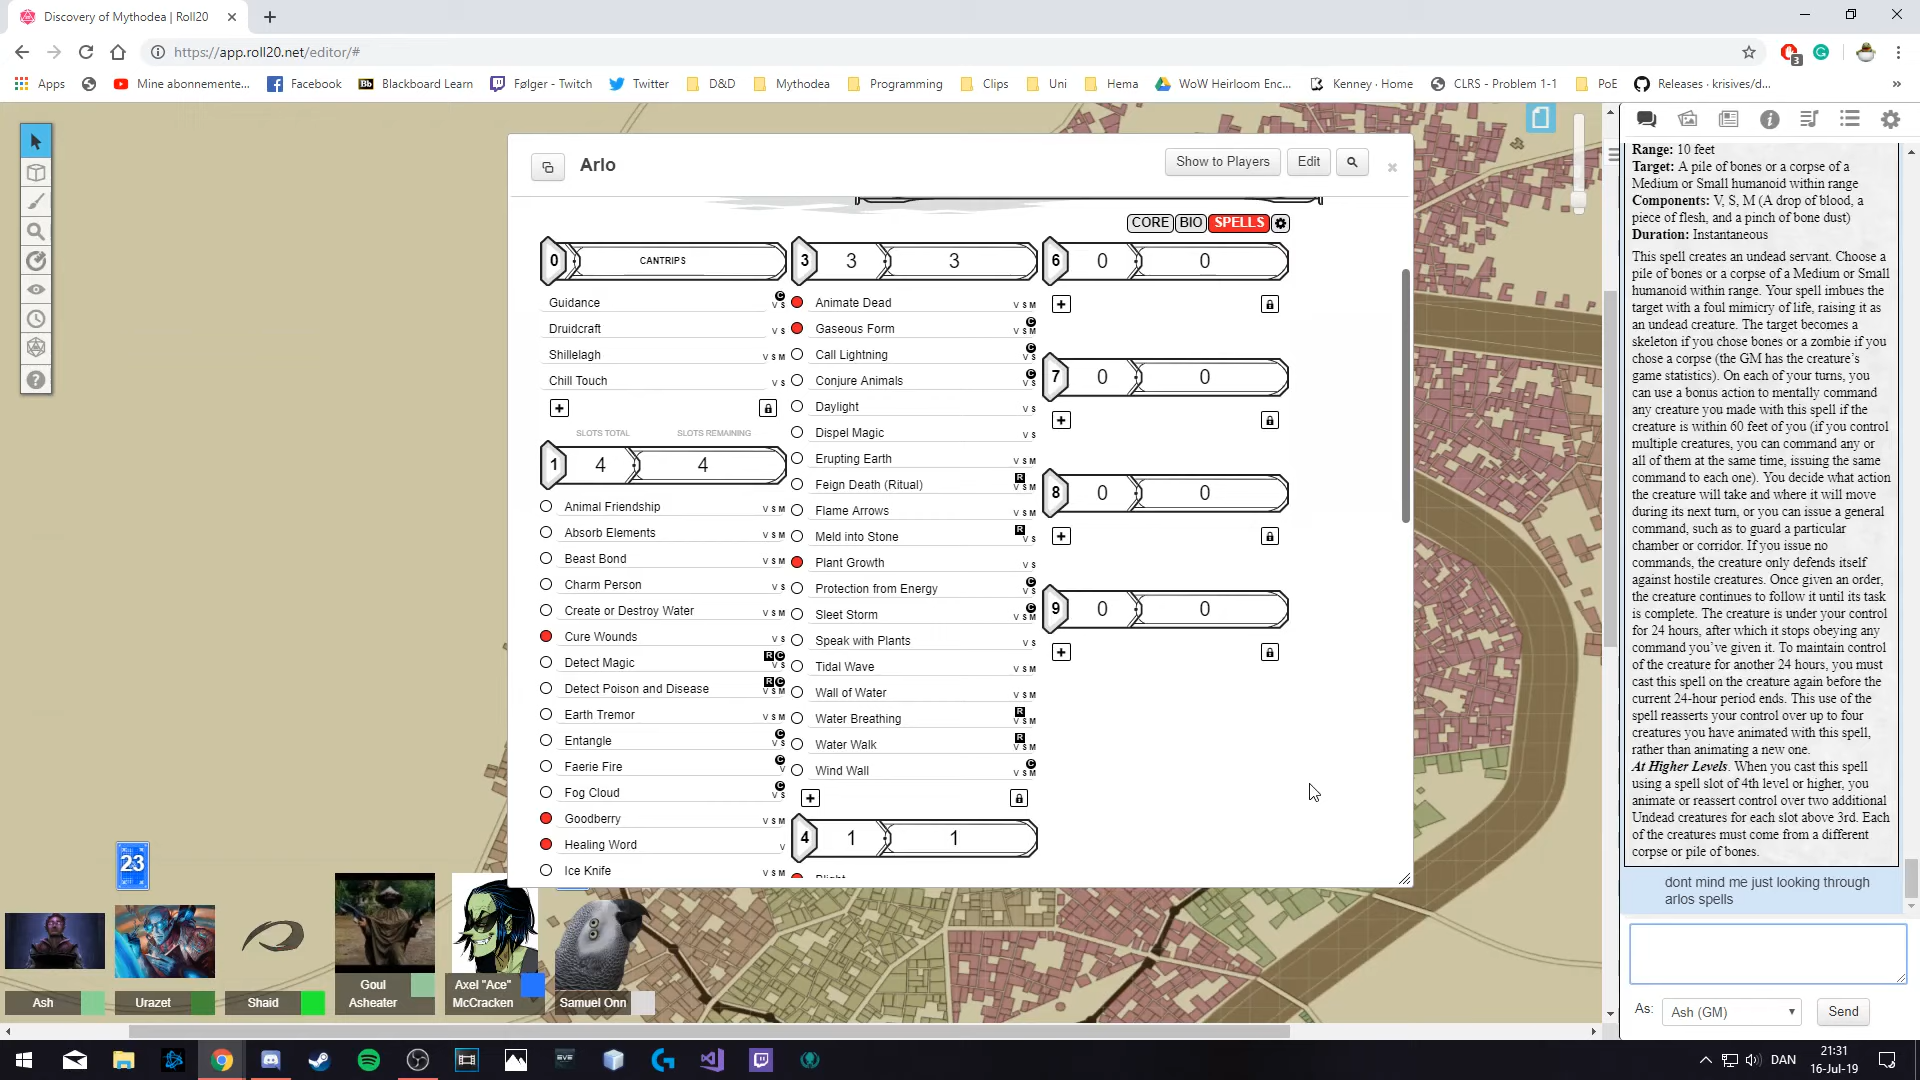 Discovery of Mythodea | Roll20
https://app.roll20.net/editor/#
3
Apps
Mine abonnemente...
Facebook
Bb
Blackboard Learn
Følger - Twitch
Twitter
D&D
Mythodea
Programming
Clips
Uni
Hema
WoW Heirloom Enc...
Kenney · Home
CLRS - Problem 1-1
PoE
Releases · krisives/d...
»
Arlo
Show to Players
Edit
CORE
BIO
SPELLS
0
CANTRIPS
Guidance
C
V S
Druidcraft
V S
Shillelagh
V S M
Chill Touch
V S
SLOTS TOTAL
SLOTS REMAINING
1
4
4
Animal Friendship
V S M
Absorb Elements
V S M
Beast Bond
V S M
Charm Person
V S
Create or Destroy Water
V S M
Cure Wounds
V S
Detect Magic
R C
V S
Detect Poison and Disease
R C
V S M
Earth Tremor
V S M
Entangle
C
V S
Faerie Fire
C
V
Fog Cloud
C
V S
Goodberry
V S M
Healing Word
V
Ice Knife
V S M
3
3
3
Animate Dead
V S M
Gaseous Form
C
V S M
Call Lightning
C
V S
Conjure Animals
C
V S
Daylight
V S
Dispel Magic
V S
Erupting Earth
V S M
Feign Death (Ritual)
R
V S M
Flame Arrows
V S M
Meld into Stone
R
V S
Plant Growth
V S
Protection from Energy
C
V S
Sleet Storm
C
V S M
Speak with Plants
V S
Tidal Wave
V S M
Wall of Water
V S M
Water Breathing
R
V S M
Water Walk
R
V S M
Wind Wall
C
V S M
4
1
1
Blight
6
0
0
7
0
0
8
0
0
9
0
0
Range: 10 feet
Target: A pile of bones or a corpse of a
Medium or Small humanoid within range
Components: V, S, M (A drop of blood, a
piece of flesh, and a pinch of bone dust)
Duration: Instantaneous
This spell creates an undead servant. Choose a
pile of bones or a corpse of a Medium or Small
humanoid within range. Your spell imbues the
target with a foul mimicry of life, raising it as
an undead creature. The target becomes a
skeleton if you chose bones or a zombie if you
chose a corpse (the GM has the creature's
game statistics). On each of your turns, you
can use a bonus action to mentally command
any creature you made with this spell if the
creature is within 60 feet of you (if you control
multiple creatures, you can command any or
all of them at the same time, issuing the same
command to each one). You decide what action
the creature will take and where it will move
during its next turn, or you can issue a general
command, such as to guard a particular
chamber or corridor. If you issue no
commands, the creature only defends itself
against hostile creatures. Once given an order,
the creature continues to follow it until its task
is complete. The creature is under your control
for 24 hours, after which it stops obeying any
command you've given it. To maintain control
of the creature for another 24 hours, you must
cast this spell on the creature again before the
current 24-hour period ends. This use of the
spell reasserts your control over up to four
creatures you have animated with this spell,
rather than animating a new one.
At Higher Levels. When you cast this spell
using a spell slot of 4th level or higher, you
animate or reassert control over two additional
Undead creatures for each slot above 3rd. Each
of the creatures must come from a different
corpse or pile of bones.
dont mind me just looking through
arlos spells
As:
Ash (GM)
Send
23
Ash
Urazet
Shaid
Goul
Asheater
Axel "Ace"
McCracken
Samuel Onn
EVE
DAN
21:31
16-Jul-19